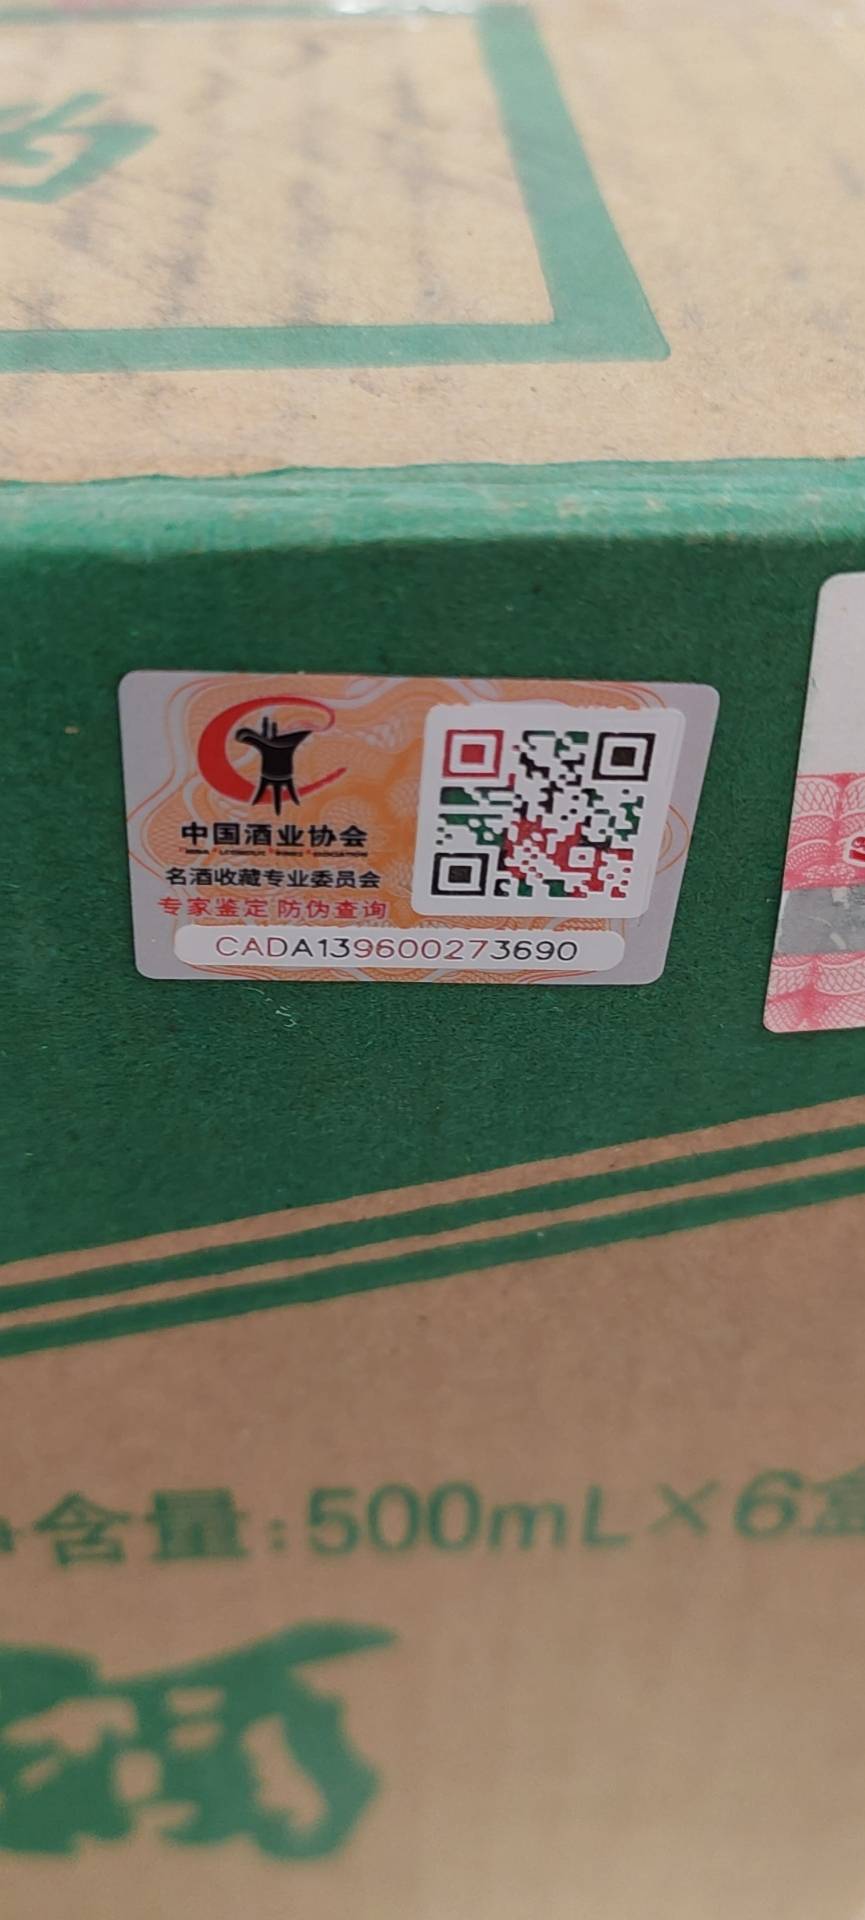 中国酒业协会
名酒收藏专业委员会
专家鉴定 防伪查询
CADA139600273690
含量:500mL×6盒